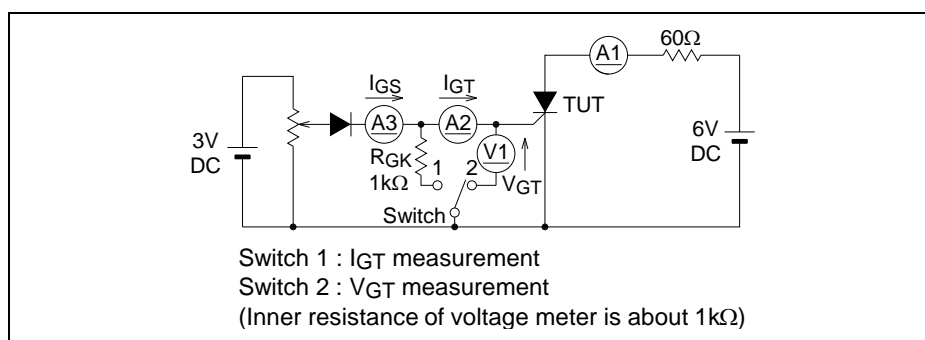 60Ω
A1
IGS
IGT
TUT
3V
DC
A3
A2
6V
DC
RGK
1kΩ
1
2
V1
VGT
Switch
Switch 1 : IGT measurement
Switch 2 : VGT measurement
(Inner resistance of voltage meter is about 1kΩ)